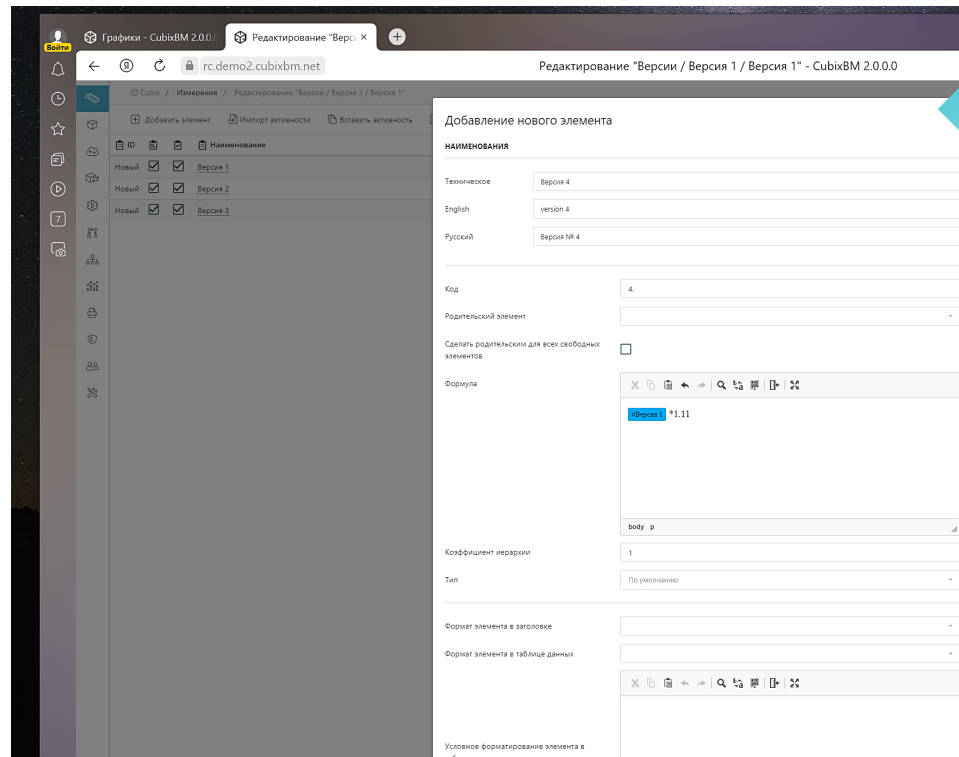 Войти
Графики - CubixBM 2.0.0.
Редактирование "Верс
rc.demo2.cubixbm.net
Редактирование "Версии / Версия 1 / Версия 1" - CubixBM 2.0.0.0
7
Cubix / Измерения / Редактирование "Версии / Версия 1 / Версия 1"
Добавить элемент
Импорт активности
Вставить активность
ID
Наименование
Новый
Версия 1
Новый
Версия 2
Новый
Версия 3
Добавление нового элемента
НАИМЕНОВАНИЯ
Техническое
Версия 4
English
version 4
Русский
Версия № 4
Код
4.
Родительский элемент
Сделать родительским для всех свободных
элементов
Формула
=Версия 1 *1.11
body p
Коэффициент иерархии
1
Тип
По умолчанию
Формат элемента в заголовке
Формат элемента в таблице данных
Условное форматирование элемента в